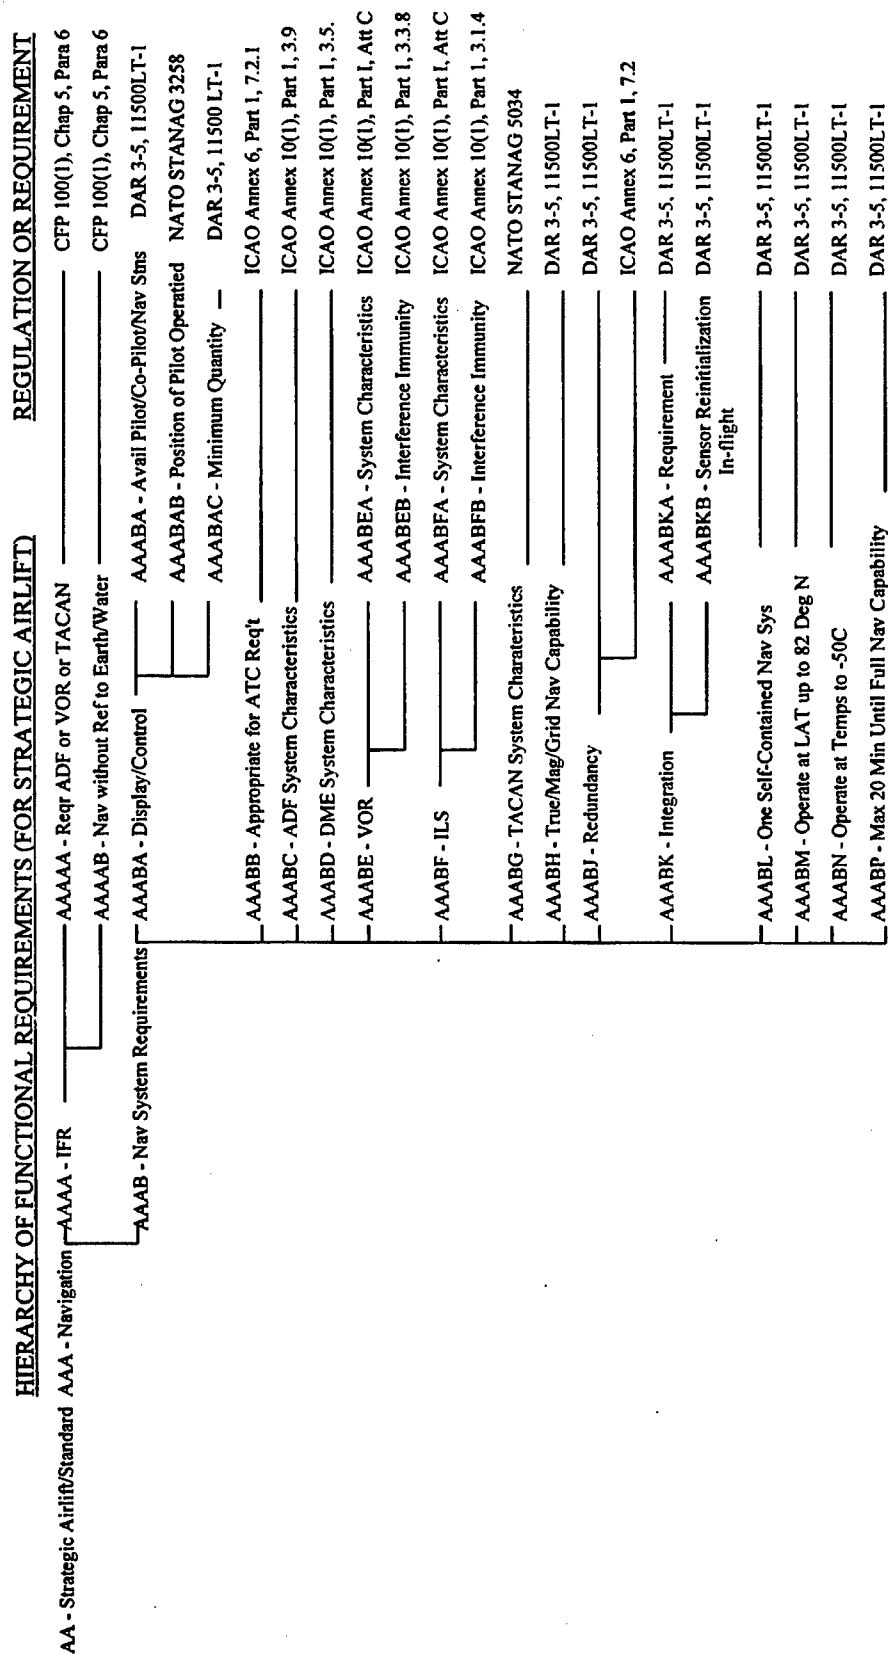 HIERARCHY OF FUNCTIONAL REQUIREMENTS (FOR STRATEGIC AIRLIFT) REGULATION OR REQUIREMENT
AA - Strategic Airlift/Standard AAA - Navigation AAAA - IFR AAAAA - Reqr ADF or VOR or TACAN CFP 100(1), Chap 5, Para 6
AAAAB - Nav without Ref to Earth/Water CFP 100(1), Chap 5, Para 6
AAAB - Nav System Requirements AAABA - Display/Control AAABA - Avail Pilot/Co-Pilot/Nav Stns DAR 3-5, 11500LT-1
AAABAB - Position of Pilot Operatied NATO STANAG 3258
AAABAC - Minimum Quantity DAR 3-5, 11500 LT-1
AAABB - Appropriate for ATC Req't ICAO Annex 6, Part 1, 7.2.1
AAABC - ADF System Characteristics ICAO Annex 10(1), Part 1, 3.9
AAABD - DME System Characteristics ICAO Annex 10(1), Part 1, 3.5.
AAABE - VOR AAABEA - System Characteristics ICAO Annex 10(1), Part I, Att C
AAABEB - Interference Immunity ICAO Annex 10(1), Part 1, 3.3.8
AAABF - ILS AAABFA - System Characteristics ICAO Annex 10(1), Part I, Att C
AAABFB - Interference Immunity ICAO Annex 10(1), Part 1, 3.1.4
AAABG - TACAN System Charateristics NATO STANAG 5034
AAABH - True/Mag/Grid Nav Capability DAR 3-5, 11500LT-1
AAABJ - Redundancy DAR 3-5, 11500LT-1
ICAO Annex 6, Part 1, 7.2
AAABK - Integration AAABKA - Requirement DAR 3-5, 11500LT-1
AAABKB - Sensor Reinitialization DAR 3-5, 11500LT-1
In-flight
AAABL - One Self-Contained Nav Sys DAR 3-5, 11500LT-1
AAABM - Operate at LAT up to 82 Deg N DAR 3-5, 11500LT-1
AAABN - Operate at Temps to -50C DAR 3-5, 11500LT-1
AAABP - Max 20 Min Until Full Nav Capability DAR 3-5, 11500LT-1